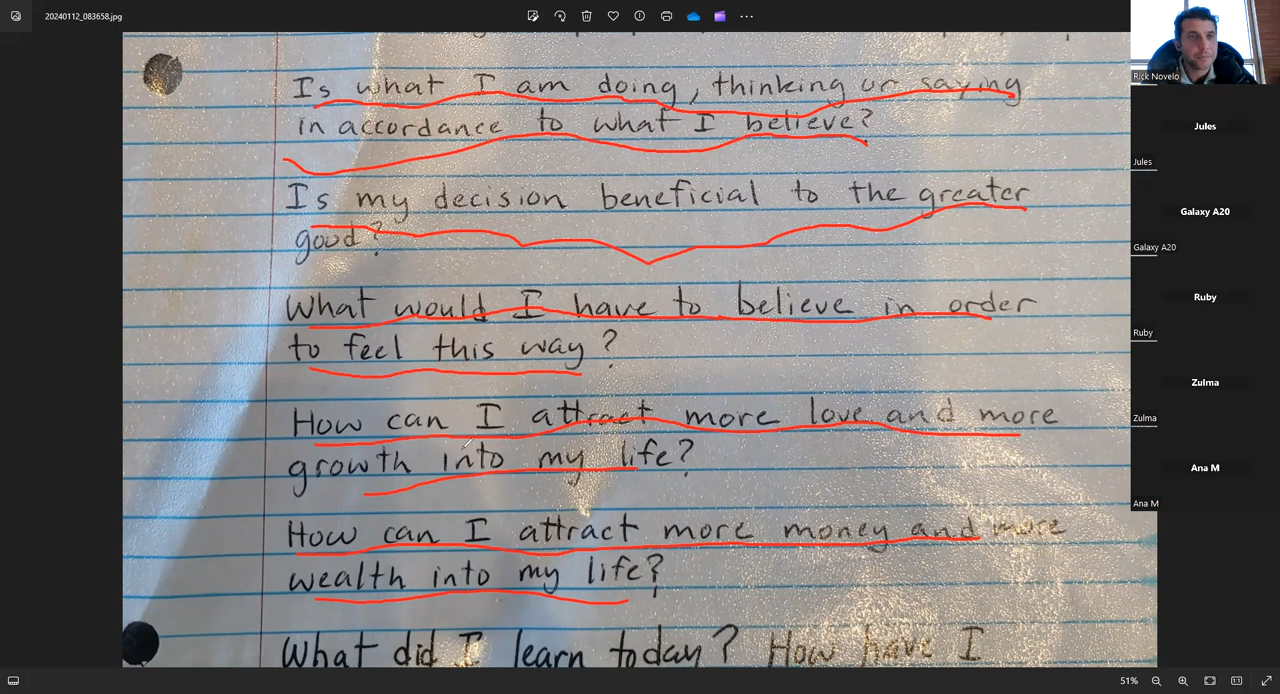 20240112_083658.jpg
Rick Novelo
Is what I am doing, thinking or saying
in accordance to what I believe?
Is my decision beneficial to the greater
good?
What would I have to believe in order
to feel this way?
How can I attract more love and more
growth into my life?
How can I attract more money and more
wealth into my life?
What did I learn today? How have I
Jules
Jules
Galaxy A20
Galaxy A20
Ruby
Ruby
Zulma
Zulma
Ana M
Ana M
51%